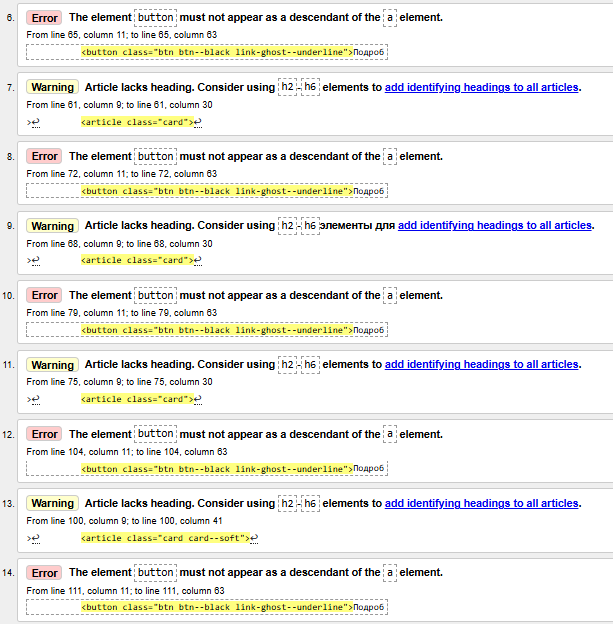 6. Error The element button must not appear as a descendant of the a element.
From line 65, column 11; to line 65, column 63
<button class="btn btn--black link-ghost--underline">Подроб
7. Warning Article lacks heading. Consider using h2-h6 elements to add identifying headings to all articles.
From line 61, column 9; to line 61, column 30
>↩ <article class="card">↩
8. Error The element button must not appear as a descendant of the a element.
From line 72, column 11; to line 72, column 63
<button class="btn btn--black link-ghost--underline">Подроб
9. Warning Article lacks heading. Consider using h2-h6элементы для add identifying headings to all articles.
From line 68, column 9; to line 68, column 30
>↩ <article class="card">↩
10. Error The element button must not appear as a descendant of the a element.
From line 79, column 11; to line 79, column 63
<button class="btn btn--black link-ghost--underline">Подроб
11. Warning Article lacks heading. Consider using h2-h6 elements to add identifying headings to all articles.
From line 75, column 9; to line 75, column 30
>↩ <article class="card">↩
12. Error The element button must not appear as a descendant of the a element.
From line 104, column 11; to line 104, column 63
<button class="btn btn--black link-ghost--underline">Подроб
13. Warning Article lacks heading. Consider using h2-h6 elements to add identifying headings to all articles.
From line 100, column 9; to line 100, column 41
>↩ <article class="card card--soft">↩
14. Error The element button must not appear as a descendant of the a element.
From line 111, column 11; to line 111, column 63
<button class="btn btn--black link-ghost--underline">Подроб